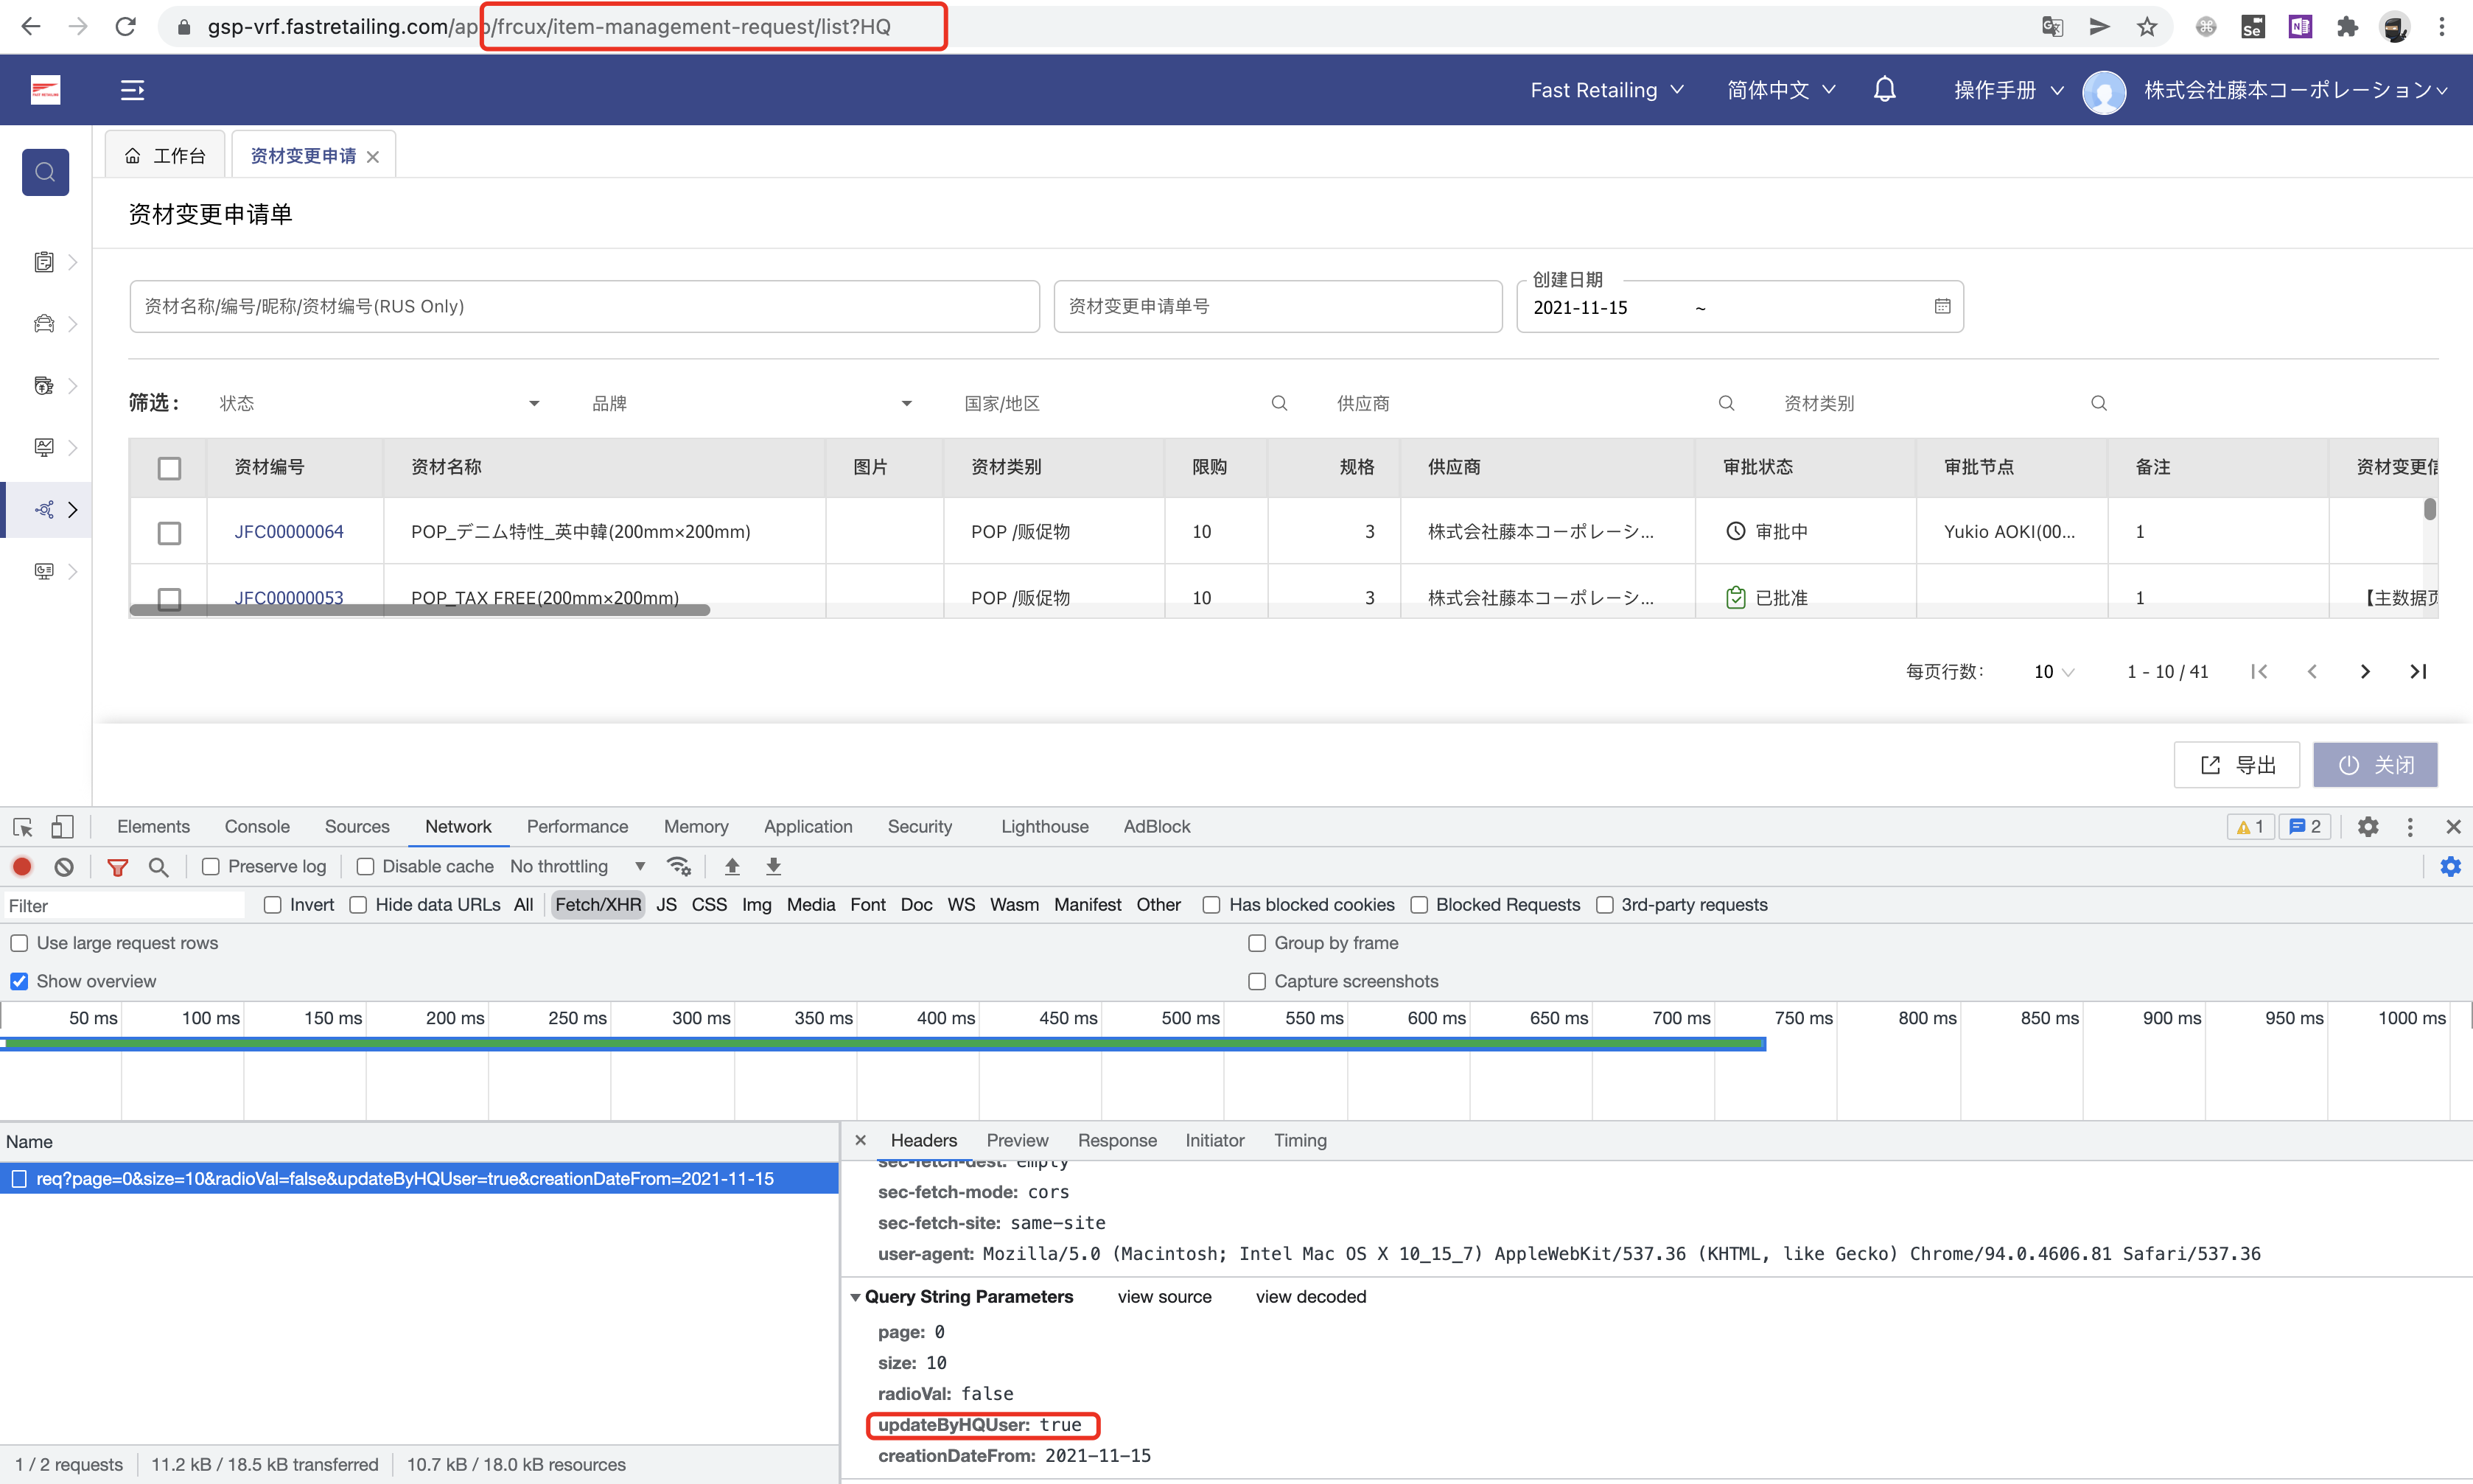 gsp-vrf.fastretailing.com/app/frcux/item-management-request/list?HQ
Fast Retailing 简体中文 操作手册 株式会社藤本コーポレーション
工作台 资材变更申请
资材变更申请单
创建日期
资材名称/编号/昵称/资材编号(RUS Only) 资材变更申请单号 2021-11-15 ~
筛选: 状态 品牌 国家/地区 供应商 资材类别
资材编号 资材名称 图片 资材类别 限购 规格 供应商 审批状态 审批节点 备注 资材变更信
JFC00000064 POP_デニム特性_英中韓(200mm×200mm) POP /贩促物 10 3 株式会社藤本コーポレーシ... 审批中 Yukio AOKI(00... 1
JFC00000053 POP_TAX FREE(200mm×200mm) POP /贩促物 10 3 株式会社藤本コーポレーシ... 已批准 1 【主数据页
每页行数: 10 1 - 10 / 41
导出 关闭
Elements Console Sources Network Performance Memory Application Security Lighthouse AdBlock 1 2
Preserve log Disable cache No throttling
Filter Invert Hide data URLs All Fetch/XHR JS CSS Img Media Font Doc WS Wasm Manifest Other Has blocked cookies Blocked Requests 3rd-party requests
Use large request rows Group by frame
Show overview Capture screenshots
50 ms 100 ms 150 ms 200 ms 250 ms 300 ms 350 ms 400 ms 450 ms 500 ms 550 ms 600 ms 650 ms 700 ms 750 ms 800 ms 850 ms 900 ms 950 ms 1000 ms
Name Headers Preview Response Initiator Timing
req?page=0&size=10&radioVal=false&updateByHQUser=true&creationDateFrom=2021-11-15
sec-fetch-dest: empty
sec-fetch-mode: cors
sec-fetch-site: same-site
user-agent: Mozilla/5.0 (Macintosh; Intel Mac OS X 10_15_7) AppleWebKit/537.36 (KHTML, like Gecko) Chrome/94.0.4606.81 Safari/537.36
Query String Parameters view source view decoded
page: 0
size: 10
radioVal: false
updateByHQUser: true
creationDateFrom: 2021-11-15
1 / 2 requests 11.2 kB / 18.5 kB transferred 10.7 kB / 18.0 kB resources